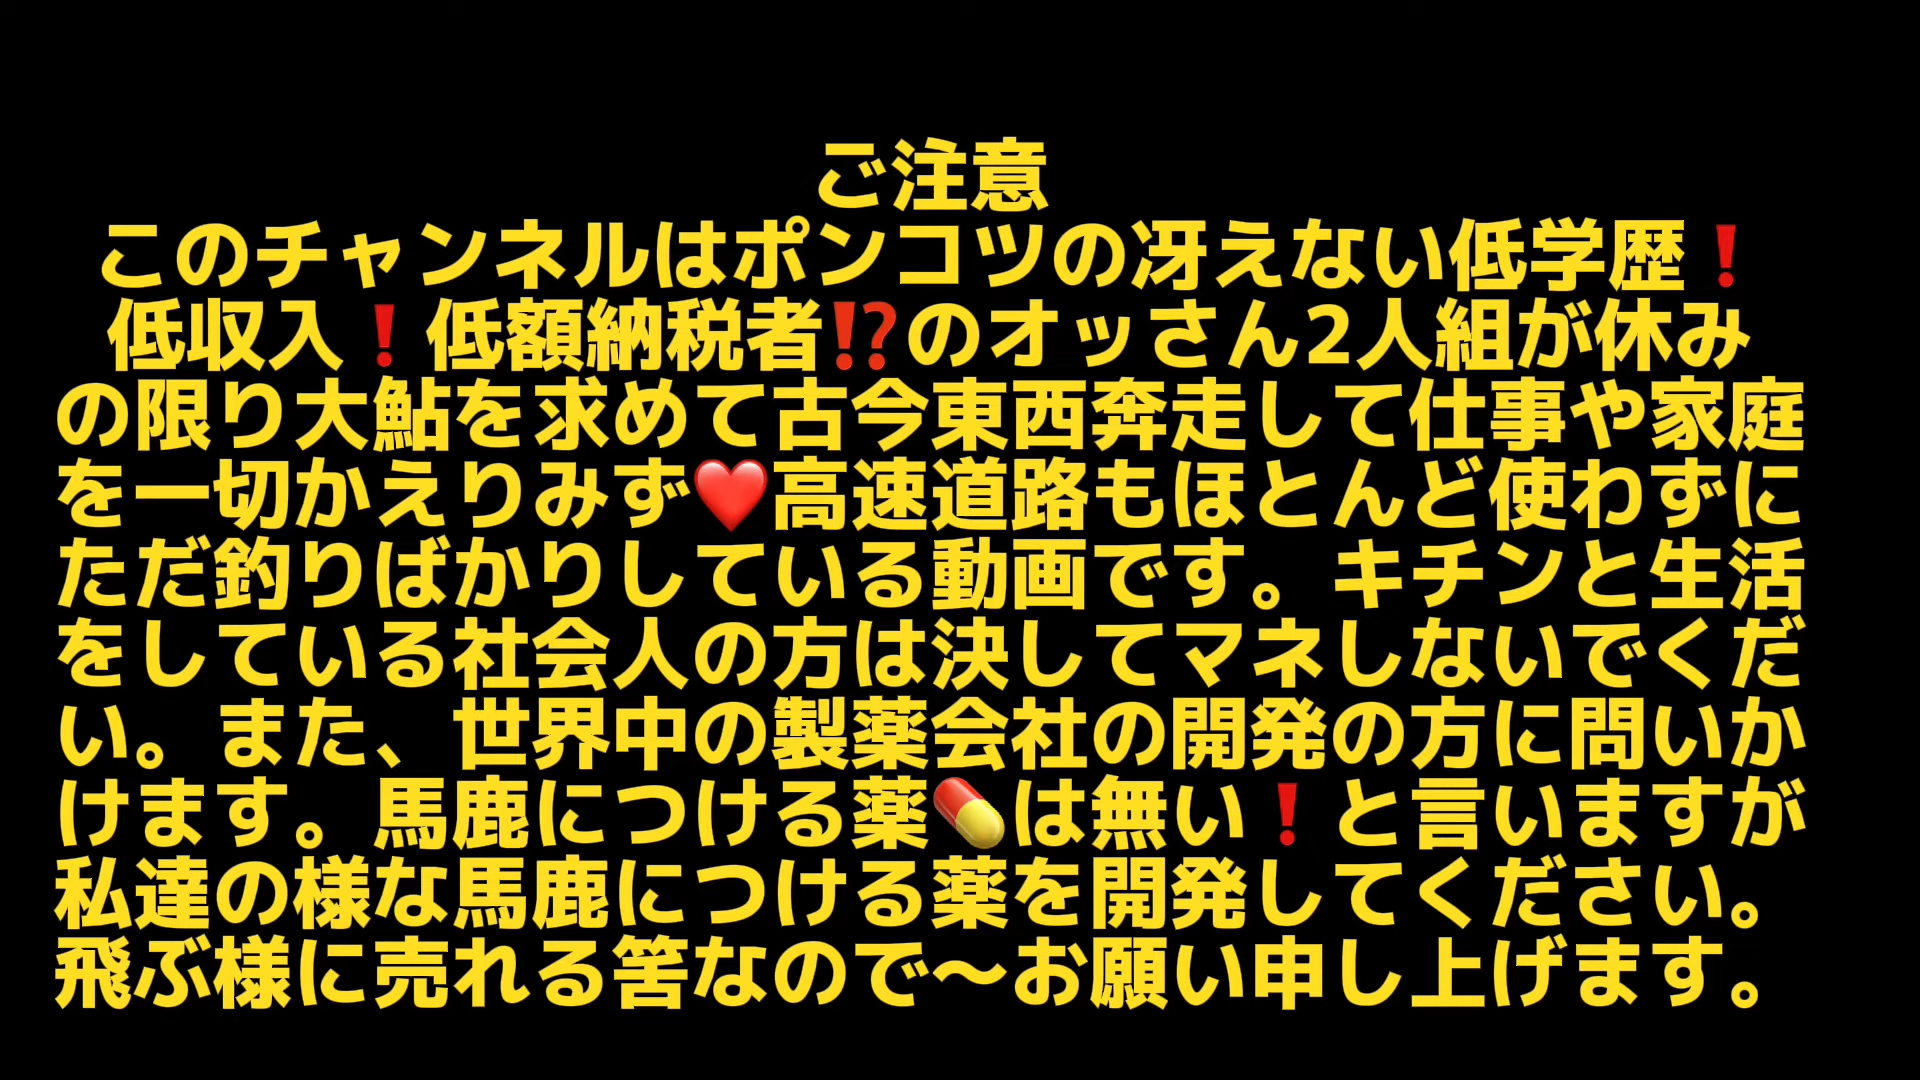 ご注意
このチャンネルはポンコツの冴えない低学歴❗
低収入❗低額納税者⁉️のオッさん2人組が休み
の限り大鮎を求めて古今東西奔走して仕事や家庭
を一切かえりみず❤️高速道路もほとんど使わずに
ただ釣りばかりしている動画です。キチンと生活
をしている社会人の方は決してマネしないでくだ
い。また、世界中の製薬会社の開発の方に問いか
けます。馬鹿につける薬💊は無い❗と言いますが
私達の様な馬鹿につける薬を開発してください。
飛ぶ様に売れる筈なので〜お願い申し上げます。